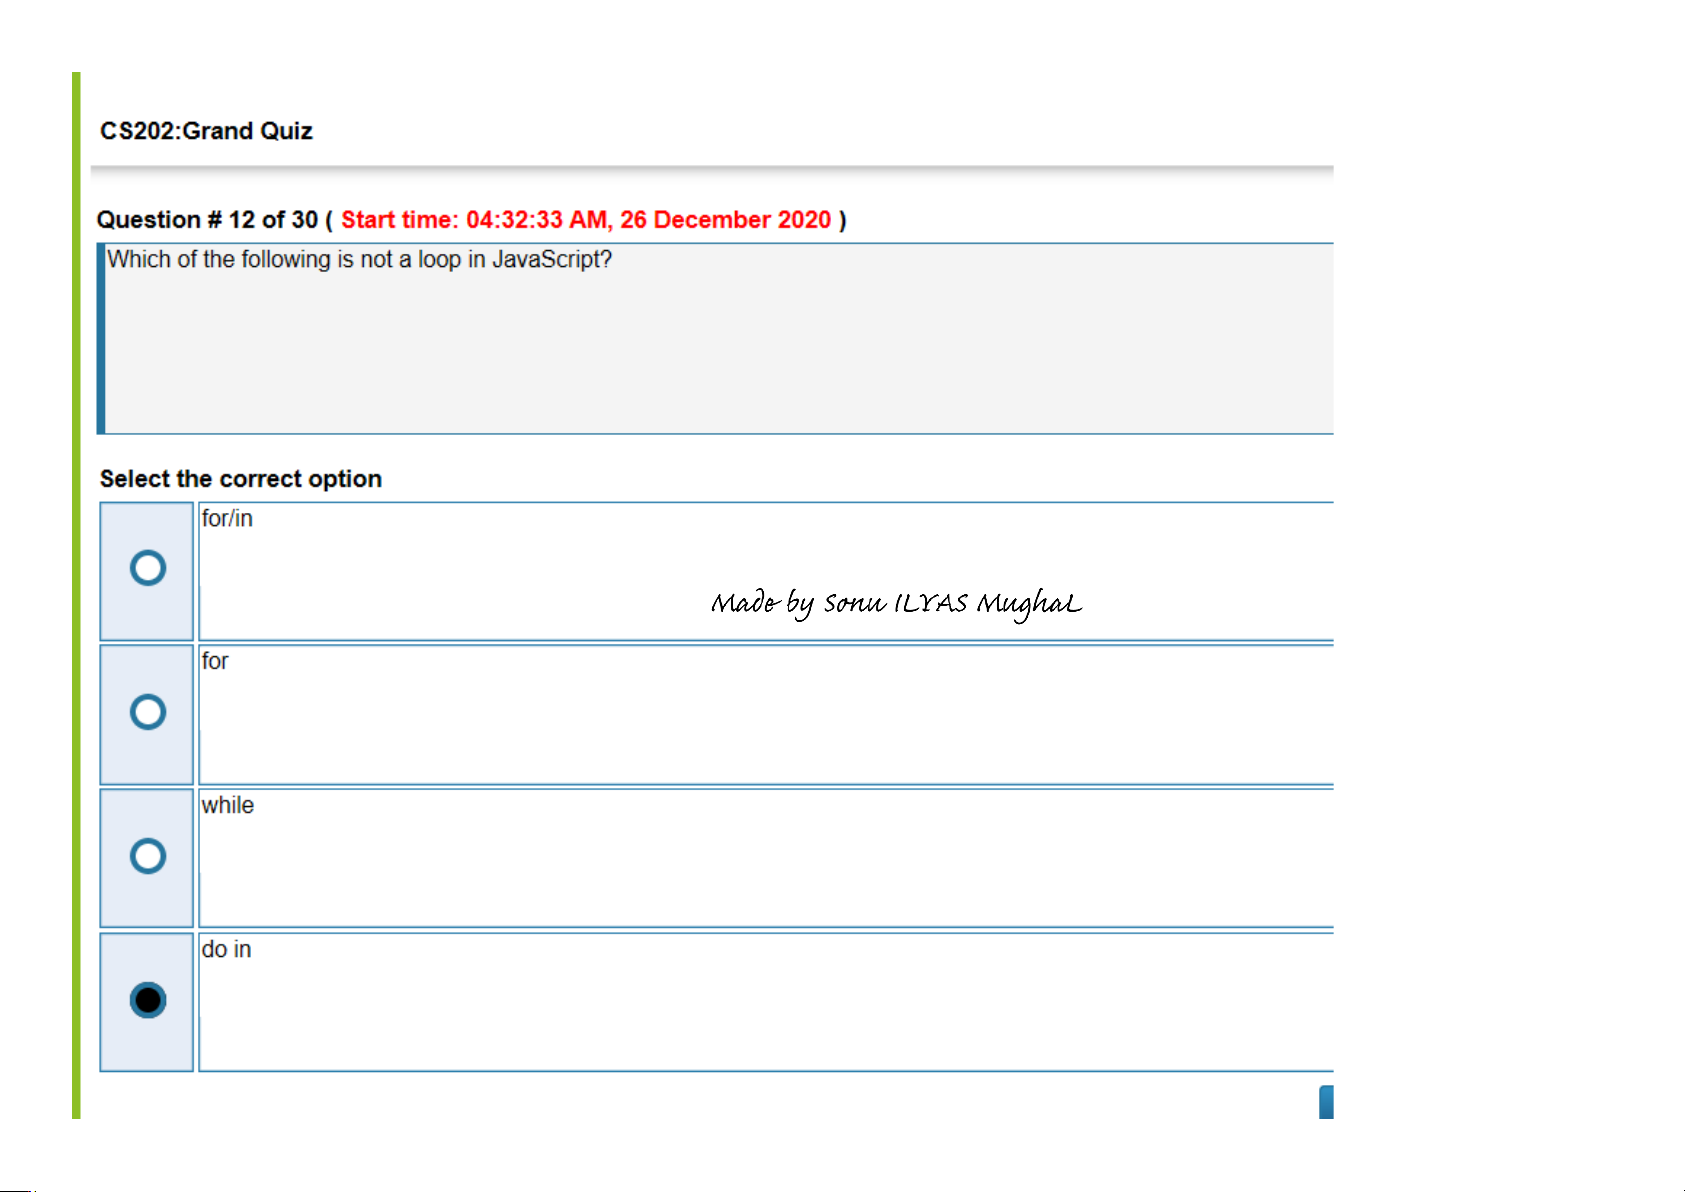 CS202:Grand Quiz
Question # 12 of 30 ( Start time: 04:32:33 AM, 26 December 2020 )
Which of the following is not a loop in JavaScript?
Select the correct option
for/in
Made by Sonu ILYAS MughaL
for
while
do in